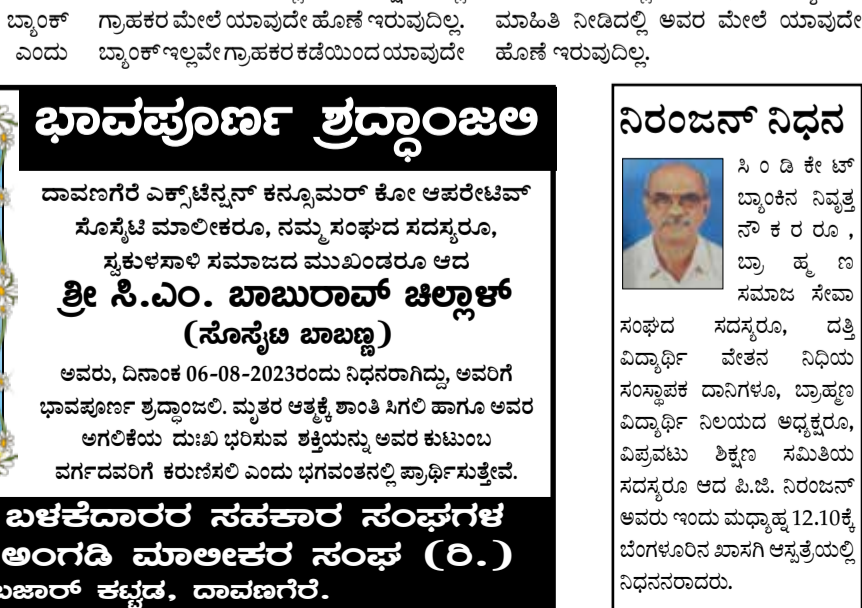 ಬ್ಯಾಂಕ್
ಎಂದು
ಗ್ರಾಹಕರ ಮೇಲೆ ಯಾವುದೇ ಹೊಣೆ ಇರುವುದಿಲ್ಲ.
ಬ್ಯಾಂಕ್ ಇಲ್ಲವೇ ಗ್ರಾಹಕರ ಕಡೆಯಿಂದ ಯಾವುದೇ
ಮಾಹಿತಿ ನೀಡಿದಲ್ಲಿ ಅವರ ಮೇಲೆ ಯಾವುದೇ
ಹೊಣೆ ಇರುವುದಿಲ್ಲ.
ಭಾವಪೂರ್ಣ ಶ್ರದ್ಧಾಂಜಲಿ
ದಾವಣಗೆರೆ ಎಕ್ಸ್‌ಟೆನ್ಷನ್ ಕನ್ಸೂಮರ್ ಕೋ ಆಪರೇಟಿವ್
ಸೊಸೈಟಿ ಮಾಲೀಕರೂ, ನಮ್ಮ ಸಂಘದ ಸದಸ್ಯರೂ,
ಸ್ವಕುಳಸಾಳಿ ಸಮಾಜದ ಮುಖಂಡರೂ ಆದ
ಶ್ರೀ ಸಿ.ಎಂ. ಬಾಬುರಾವ್ ಚಿಲ್ಲಾಳ್
(ಸೊಸೈಟಿ ಬಾಬಣ್ಣ)
ಅವರು, ದಿನಾಂಕ 06-08-2023ರಂದು ನಿಧನರಾಗಿದ್ದು, ಅವರಿಗೆ
ಭಾವಪೂರ್ಣ ಶ್ರದ್ಧಾಂಜಲಿ. ಮೃತರ ಆತ್ಮಕ್ಕೆ ಶಾಂತಿ ಸಿಗಲಿ ಹಾಗೂ ಅವರ
ಅಗಲಿಕೆಯ ದುಃಖ ಭರಿಸುವ ಶಕ್ತಿಯನ್ನು ಅವರ ಕುಟುಂಬ
ವರ್ಗದವರಿಗೆ ಕರುಣಿಸಲಿ ಎಂದು ಭಗವಂತನಲ್ಲಿ ಪ್ರಾರ್ಥಿಸುತ್ತೇವೆ.
ಬಳಕೆದಾರರ ಸಹಕಾರ ಸಂಘಗಳ
ಅಂಗಡಿ ಮಾಲೀಕರ ಸಂಘ (ರಿ.)
ಕಟ್ಟಡ, ದಾವಣಗೆರೆ.
ನಿರಂಜನ್ ನಿಧನ
ಸಿಂಡಿಕೇಟ್
ಬ್ಯಾಂಕಿನ ನಿವೃತ್ತ
ನೌಕರರೂ,
ಬ್ರಾಹ್ಮಣ
ಸಮಾಜ ಸೇವಾ
ಸಂಘದ ಸದಸ್ಯರೂ, ದತ್ತಿ
ವಿದ್ಯಾರ್ಥಿ ವೇತನ ನಿಧಿಯ
ಸಂಸ್ಥಾಪಕ ದಾನಿಗಳೂ, ಬ್ರಾಹ್ಮಣ
ವಿದ್ಯಾರ್ಥಿ ನಿಲಯದ ಅಧ್ಯಕ್ಷರೂ,
ವಿಪ್ರವಟು ಶಿಕ್ಷಣ ಸಮಿತಿಯ
ಸದಸ್ಯರೂ ಆದ ಪಿ.ಜಿ. ನಿರಂಜನ್
ಅವರು ಇಂದು ಮಧ್ಯಾಹ್ನ 12.10ಕ್ಕೆ
ಬೆಂಗಳೂರಿನ ಖಾಸಗಿ ಆಸ್ಪತ್ರೆಯಲ್ಲಿ
ನಿಧನರಾದರು.